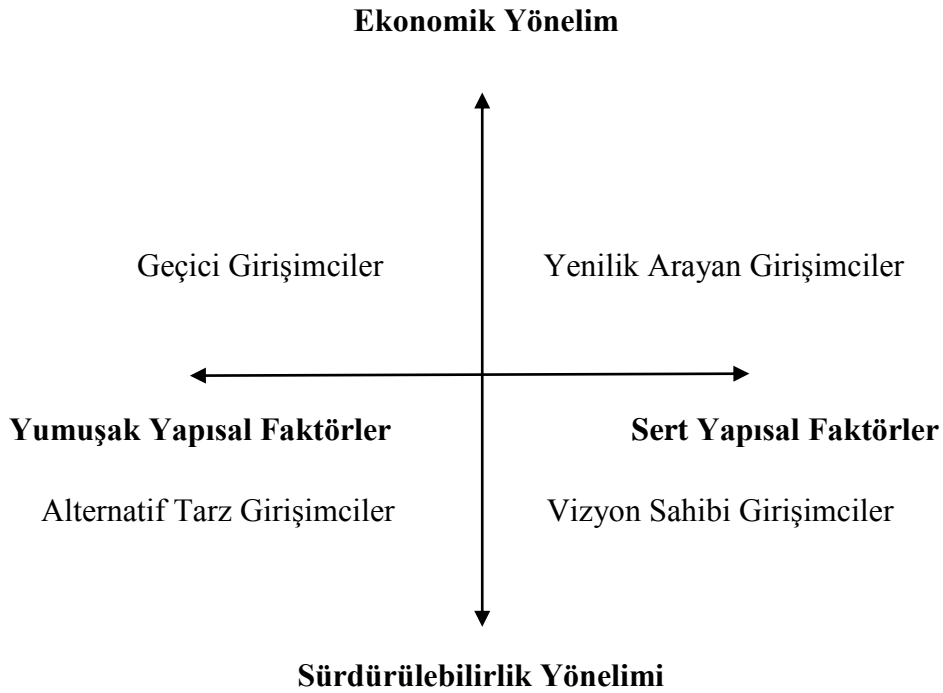 Ekonomik Yönelim
Geçici Girişimciler
Yenilik Arayan Girişimciler
Yumuşak Yapısal Faktörler
Sert Yapısal Faktörler
Alternatif Tarz Girişimciler
Vizyon Sahibi Girişimciler
Sürdürülebilirlik Yönelimi